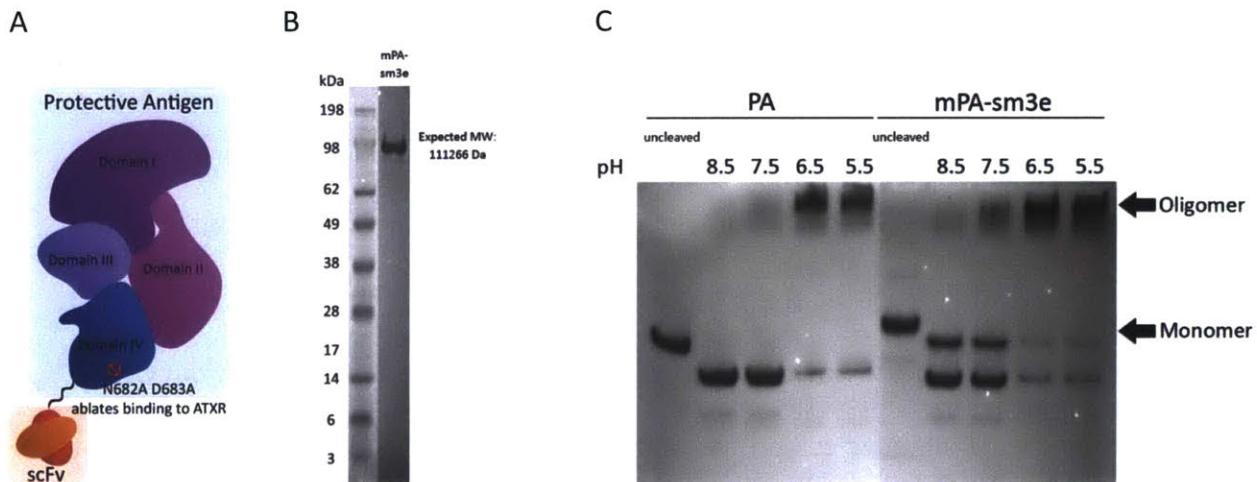 A
Protective Antigen
Domain I
Domain III
Domain II
Domain IV
N682A D683A
ablates binding to ATXR
scFv
B
mPA-
sm3e
kDa
198
98
62
49
38
28
17
14
6
3
Expected MW:
111266 Da
C
PA mPA-sm3e
uncleaved uncleaved
pH 8.5 7.5 6.5 5.5 8.5 7.5 6.5 5.5
Oligomer
Monomer